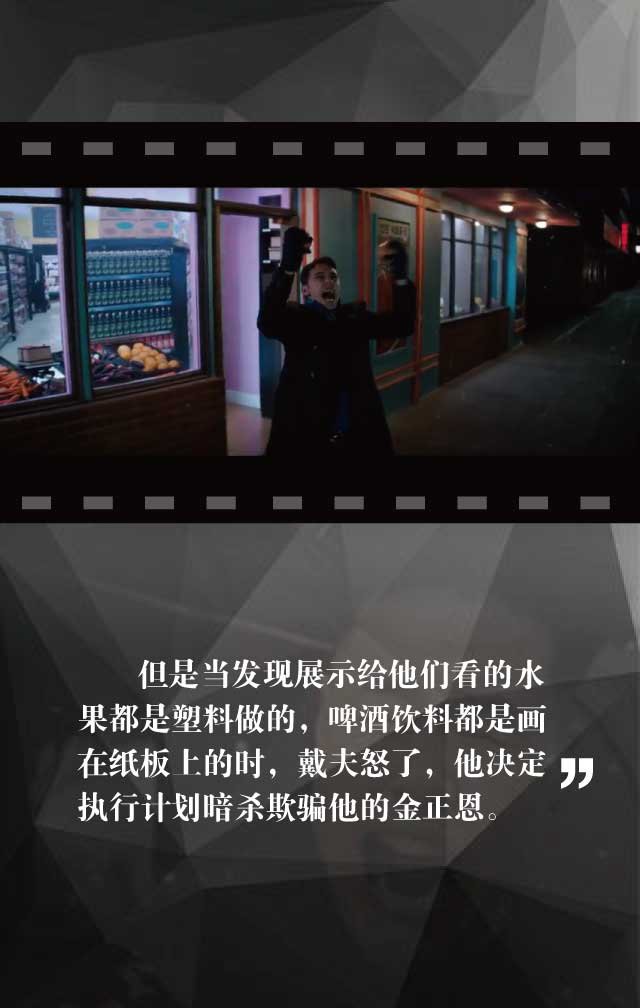 但是当发现展示给他们看的水
果都是塑料做的，啤酒饮料都是画
在纸板上的时，戴夫怒了，他决定
执行计划暗杀欺骗他的金正恩。
”